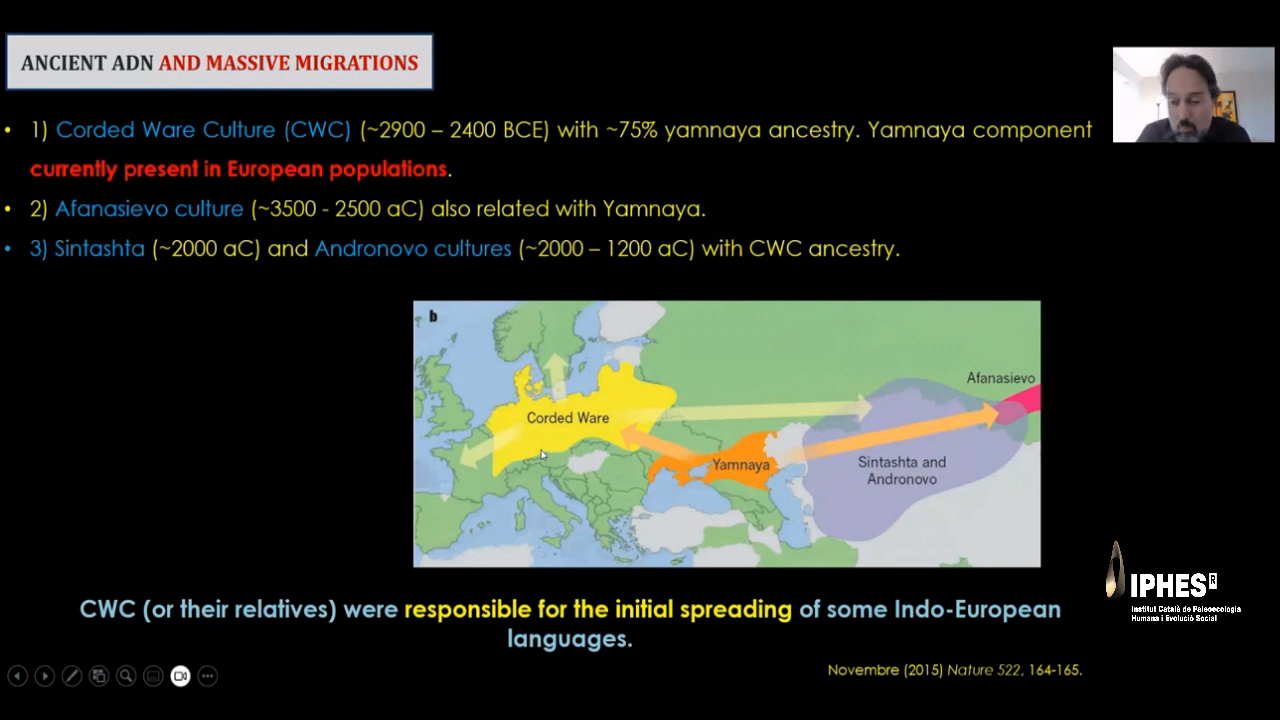 ANCIENT ADN AND MASSIVE MIGRATIONS
• 1) Corded Ware Culture (CWC) (~2900 – 2400 BCE) with ~75% yamnaya ancestry. Yamnaya component
currently present in European populations.
• 2) Afanasievo culture (~3500 - 2500 aC) also related with Yamnaya.
• 3) Sintashta (~2000 aC) and Andronovo cultures (~2000 – 1200 aC) with CWC ancestry.
b
Afanasievo
Corded Ware
Yamnaya
Sintashta and
Andronovo
IPHES R
Institut Català de Paleoecologia
Humana i Evolució Social
CWC (or their relatives) were responsible for the initial spreading of some Indo-European
languages.
Novembre (2015) Nature 522, 164-165.